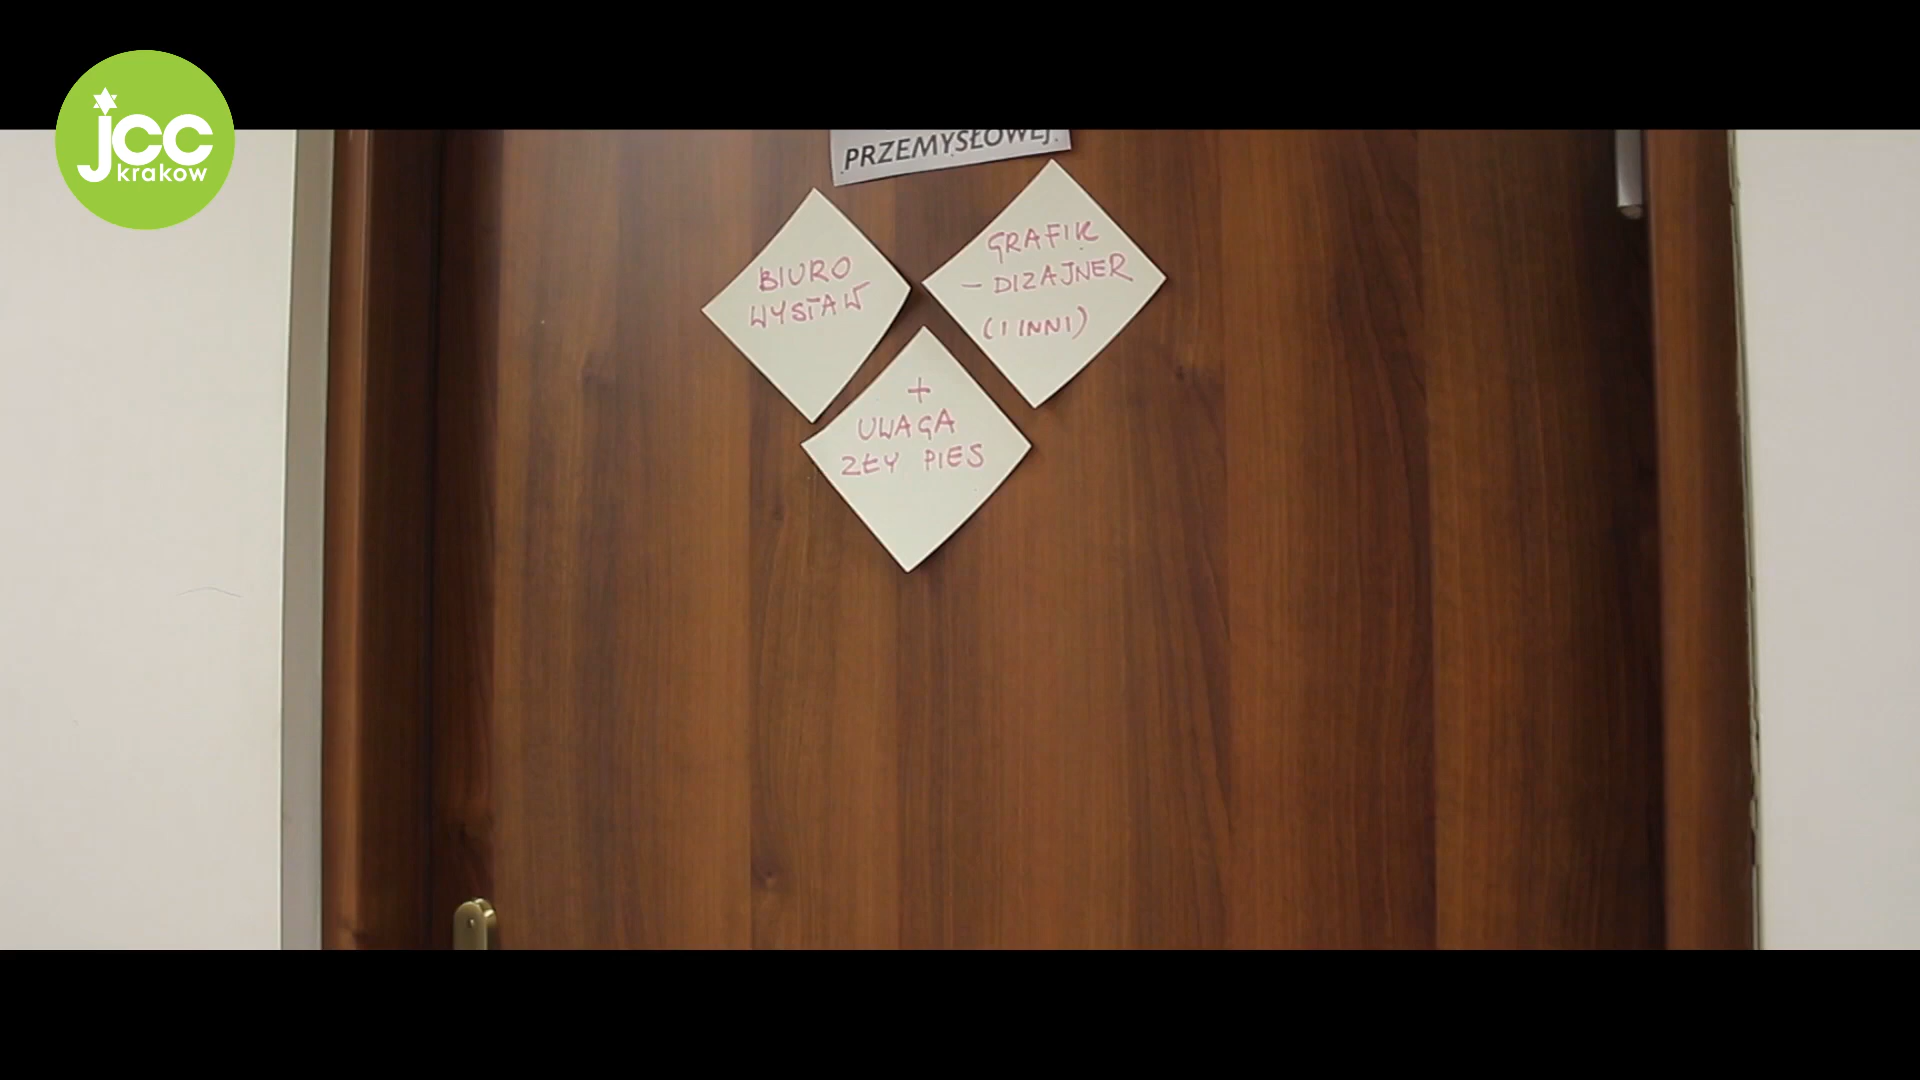 jcc
krakow
PRZEMYSŁOWEJ.
BIURO
WYSTAW
GRAFIK
- DIZAJNER
(I INNI)
+
UWAGA
ZŁY PIES